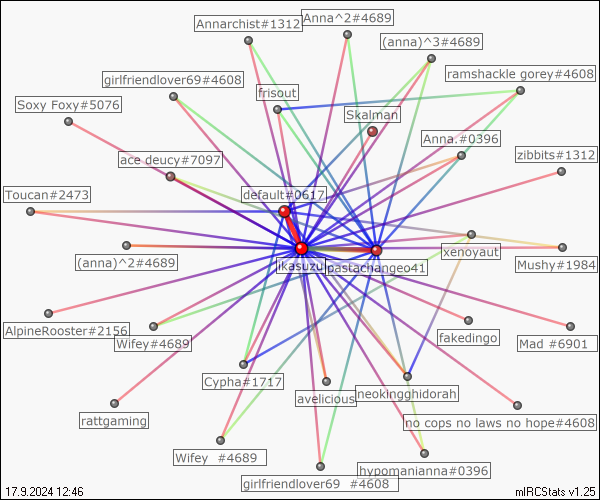 Anna^2#4689
Annarchist#1312
(anna)^3#4689
ramshackle gorey#4608
girlfriendlover69#4608
frisout
Soxy Foxy#5076
Skalman
Anna.#0396
zibbits#1312
ace deucy#7097
Toucan#2473
default#0617
xenoyaut
(anna)^2#4689
ikasuzu
pastachangeo41
Mushy#1984
AlpineRooster#2156
Wifey#4689
fakedingo
Mad #6901
Cypha#1717
avelicious
neokingghidorah
rattgaming
no cops no laws no hope#4608
Wifey  #4689
hypomanianna#0396
girlfriendlover69  #4608
17.9.2024 12:46
mIRCStats v1.25